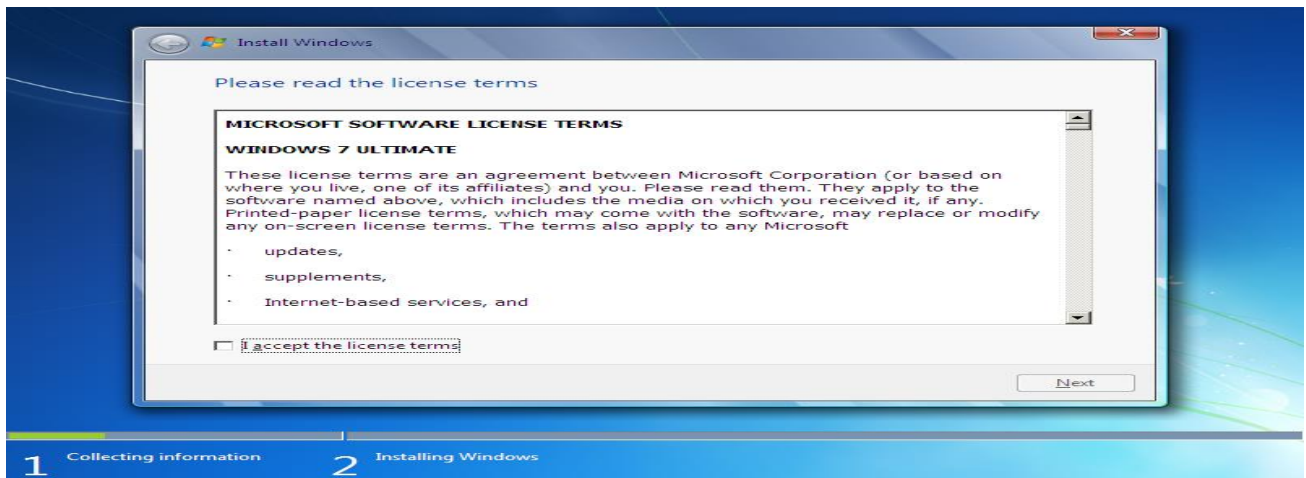 Install Windows
Please read the license terms
MICROSOFT SOFTWARE LICENSE TERMS
WINDOWS 7 ULTIMATE
These license terms are an agreement between Microsoft Corporation (or based on
where you live, one of its affiliates) and you. Please read them. They apply to the
software named above, which includes the media on which you received it, if any.
Printed-paper license terms, which may come with the software, may replace or modify
any on-screen license terms. The terms also apply to any Microsoft
· updates,
· supplements,
· Internet-based services, and
I accept the license terms
Next
1 Collecting information 2 Installing Windows